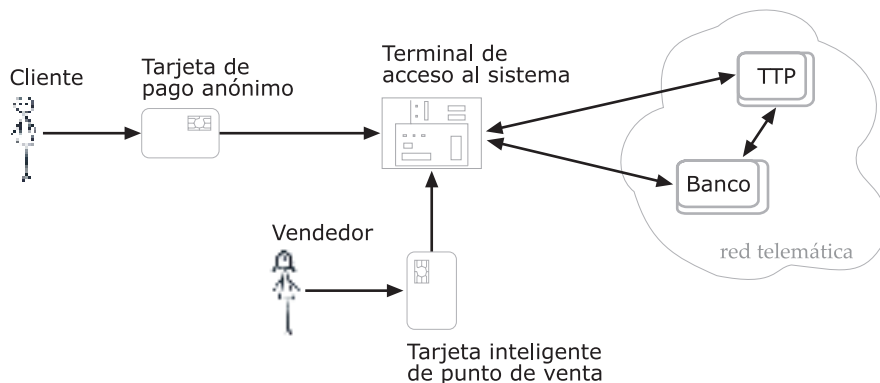 Cliente
Tarjeta de
pago anónimo
Terminal de
acceso al sistema
TTP
Banco
red telemática
Vendedor
Tarjeta inteligente
de punto de venta